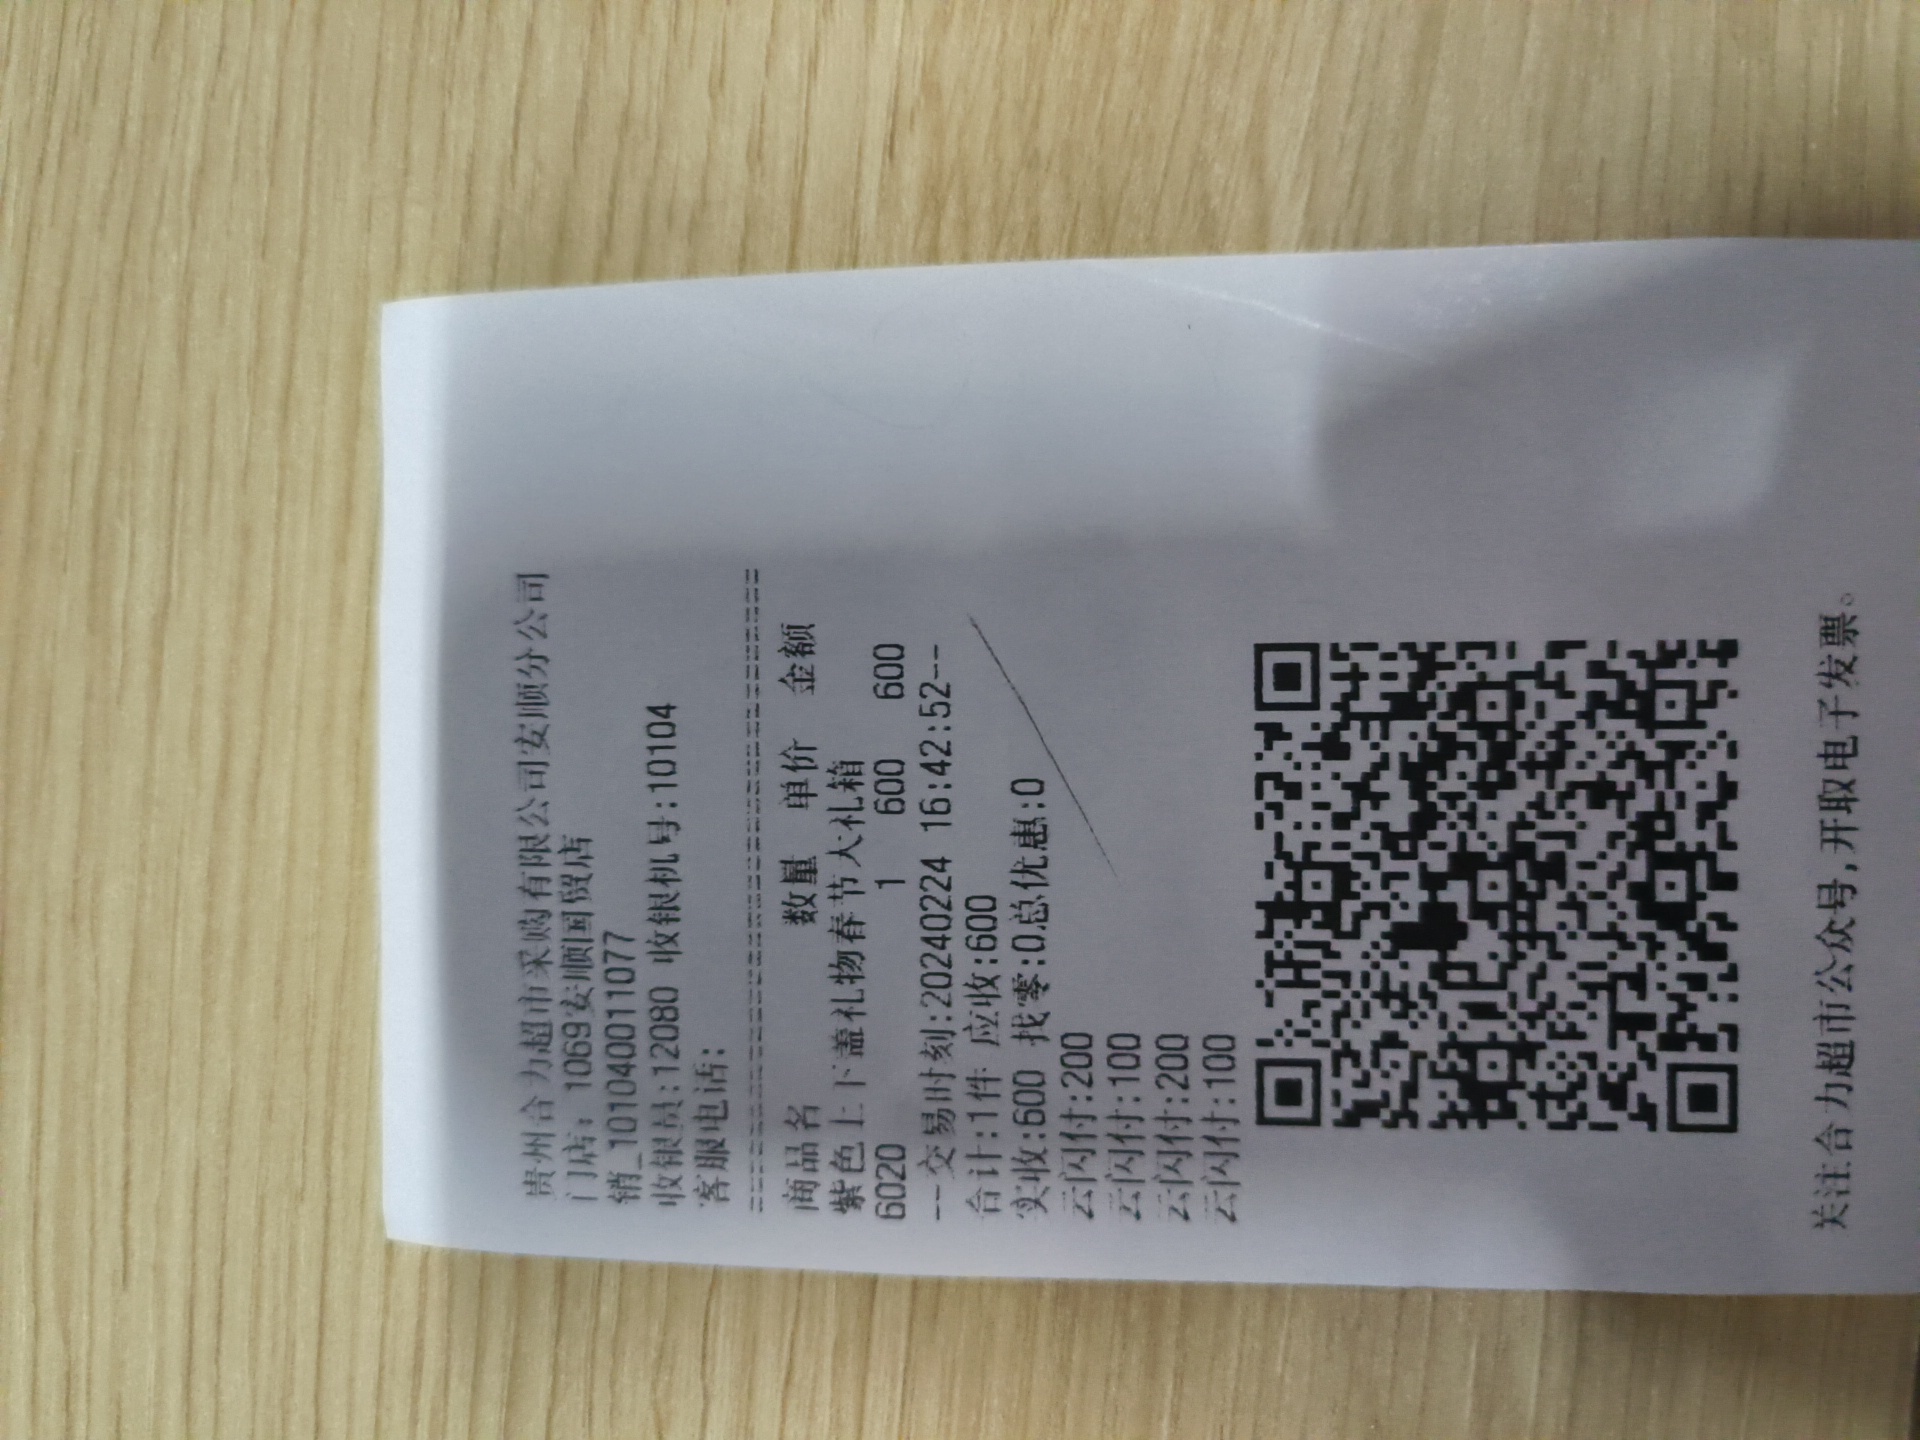 贵州合力超市采购有限公司安顺分公司
门店：1069安顺国贸店
销_101040011077
收银员:12080 收银机号:10104
客服电话:
商品名 数量 单价 金额
紫色上下盖礼物春节大礼箱
6020 1 600 600
--交易时刻:20240224 16:42:52--
合计:1件 应收:600
实收:600 找零:0总优惠:0
云闪付:200
云闪付:100
云闪付:200
云闪付:100
关注合力超市公众号,开取电子发票。